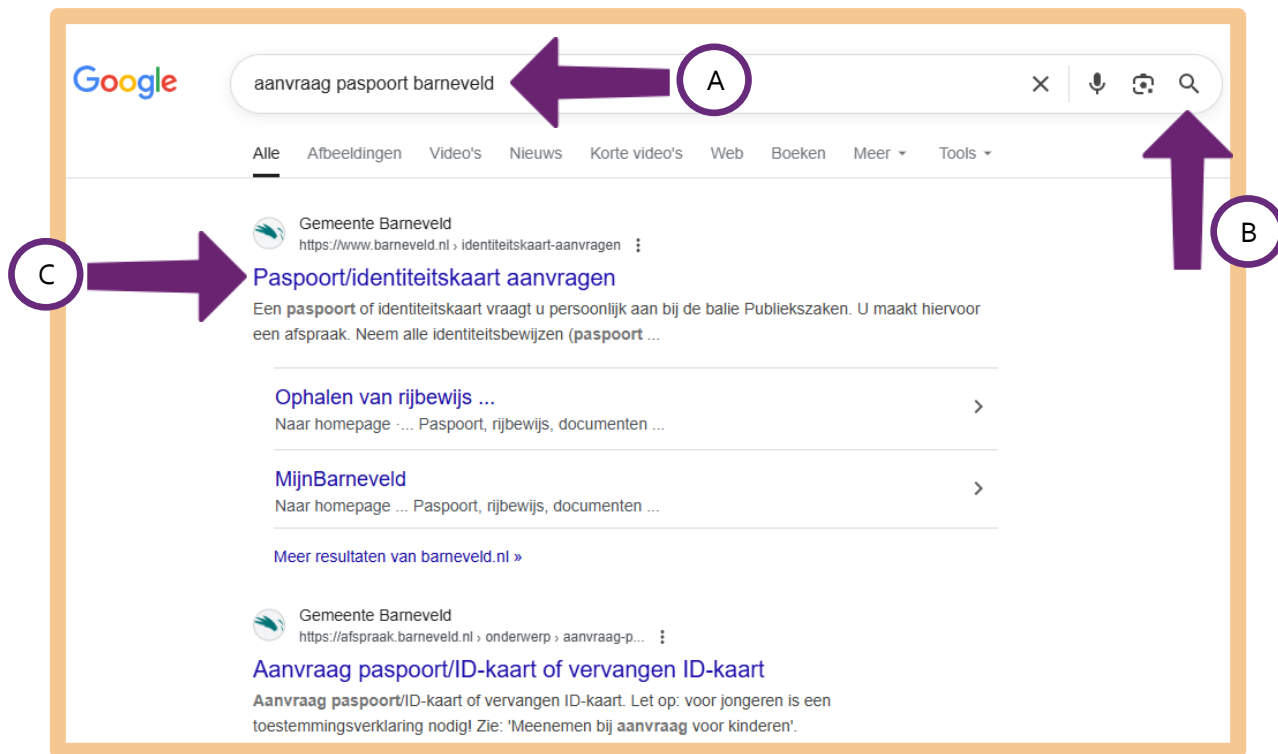 Google
aanvraag paspoort barneveld
A
Alle Afbeeldingen Video's Nieuws Korte video's Web Boeken Meer Tools
B
Gemeente Barneveld
https://www.barneveld.nl › identiteitskaart-aanvragen
C
Paspoort/identiteitskaart aanvragen
Een paspoort of identiteitskaart vraagt u persoonlijk aan bij de balie Publiekszaken. U maakt hiervoor
een afspraak. Neem alle identiteitsbewijzen (paspoort ...
Ophalen van rijbewijs ...
Naar homepage ·... Paspoort, rijbewijs, documenten ...
MijnBarneveld
Naar homepage ... Paspoort, rijbewijs, documenten ...
Meer resultaten van barneveld.nl »
Gemeente Barneveld
https://afspraak.barneveld.nl › onderwerp › aanvraag-p...
Aanvraag paspoort/ID-kaart of vervangen ID-kaart
Aanvraag paspoort/ID-kaart of vervangen ID-kaart. Let op: voor jongeren is een
toestemmingsverklaring nodig! Zie: 'Meenemen bij aanvraag voor kinderen'.